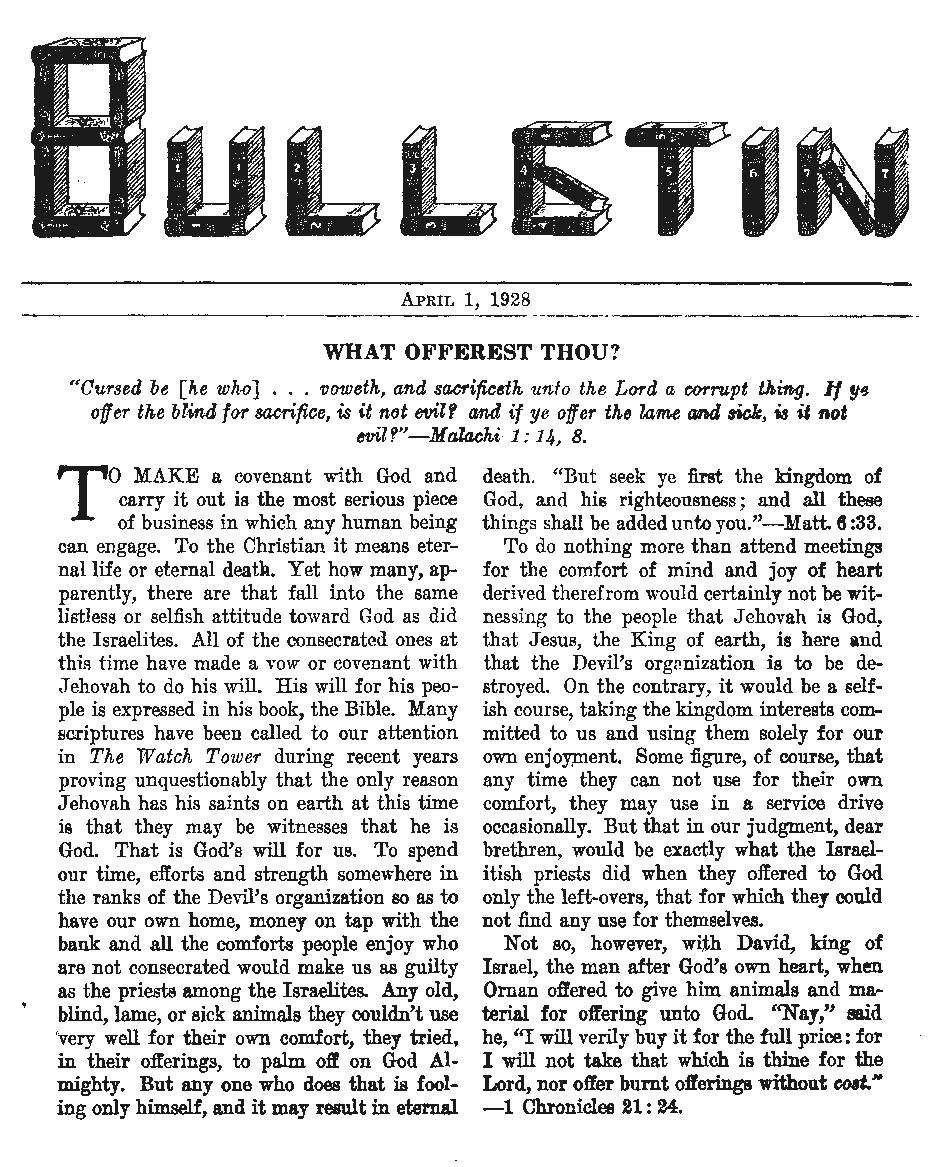 BULLETIN
APRIL 1, 1928
WHAT OFFEREST THOU?
"Cursed be [he who] . . . voweth, and sacrificeth unto the Lord a corrupt thing. If ye
offer the blind for sacrifice, is it not evil? and if ye offer the lame and sick, is it not
evil?"—Malachi 1: 14, 8.
TO MAKE a covenant with God and
carry it out is the most serious piece
of business in which any human being
can engage. To the Christian it means eter-
nal life or eternal death. Yet how many, ap-
parently, there are that fall into the same
listless or selfish attitude toward God as did
the Israelites. All of the consecrated ones at
this time have made a vow or covenant with
Jehovah to do his will. His will for his peo-
ple is expressed in his book, the Bible. Many
scriptures have been called to our attention
in The Watch Tower during recent years
proving unquestionably that the only reason
Jehovah has his saints on earth at this time
is that they may be witnesses that he is
God. That is God's will for us. To spend
our time, efforts and strength somewhere in
the ranks of the Devil's organization so as to
have our own home, money on tap with the
bank and all the comforts people enjoy who
are not consecrated would make us as guilty
as the priests among the Israelites. Any old,
blind, lame, or sick animals they couldn't use
very well for their own comfort, they tried,
in their offerings, to palm off on God Al-
mighty. But any one who does that is fool-
ing only himself, and it may result in eternal
death. "But seek ye first the kingdom of
God, and his righteousness; and all these
things shall be added unto you."—Matt. 6:33.
To do nothing more than attend meetings
for the comfort of mind and joy of heart
derived therefrom would certainly not be wit-
nessing to the people that Jehovah is God,
that Jesus, the King of earth, is here and
that the Devil's organization is to be de-
stroyed. On the contrary, it would be a self-
ish course, taking the kingdom interests com-
mitted to us and using them solely for our
own enjoyment. Some figure, of course, that
any time they can not use for their own
comfort, they may use in a service drive
occasionally. But that in our judgment, dear
brethren, would be exactly what the Israel-
itish priests did when they offered to God
only the left-overs, that for which they could
not find any use for themselves.
Not so, however, with David, king of
Israel, the man after God's own heart, when
Ornan offered to give him animals and ma-
terial for offering unto God. "Nay," said
he, "I will verily buy it for the full price: for
I will not take that which is thine for the
Lord, nor offer burnt offerings without cost."
—1 Chronicles 21: 24.